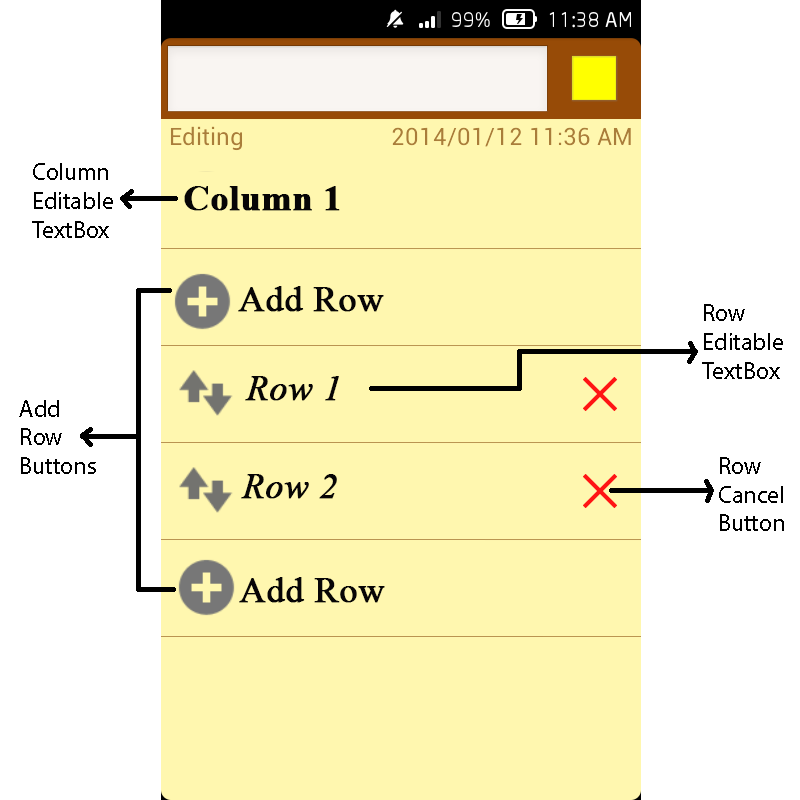 99% 11:38 AM
Editing 2014/01/12 11:36 AM
Column
Editable
TextBox
Column 1
Add Row
Row
Editable
TextBox
Row 1
Add
Row
Buttons
Row 2
Row
Cancel
Button
Add Row